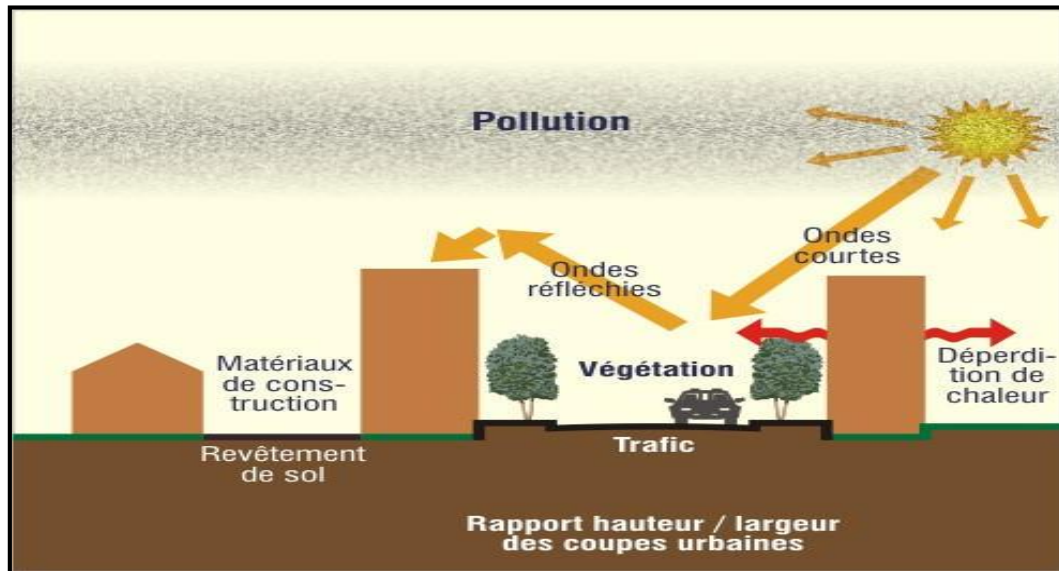 Pollution
Ondes
courtes
Ondes
réfléchies
Matériaux
de cons-
truction
Végétation
Déperdi-
tion de
chaleur
Revêtement
de sol
Trafic
Rapport hauteur / largeur
des coupes urbaines